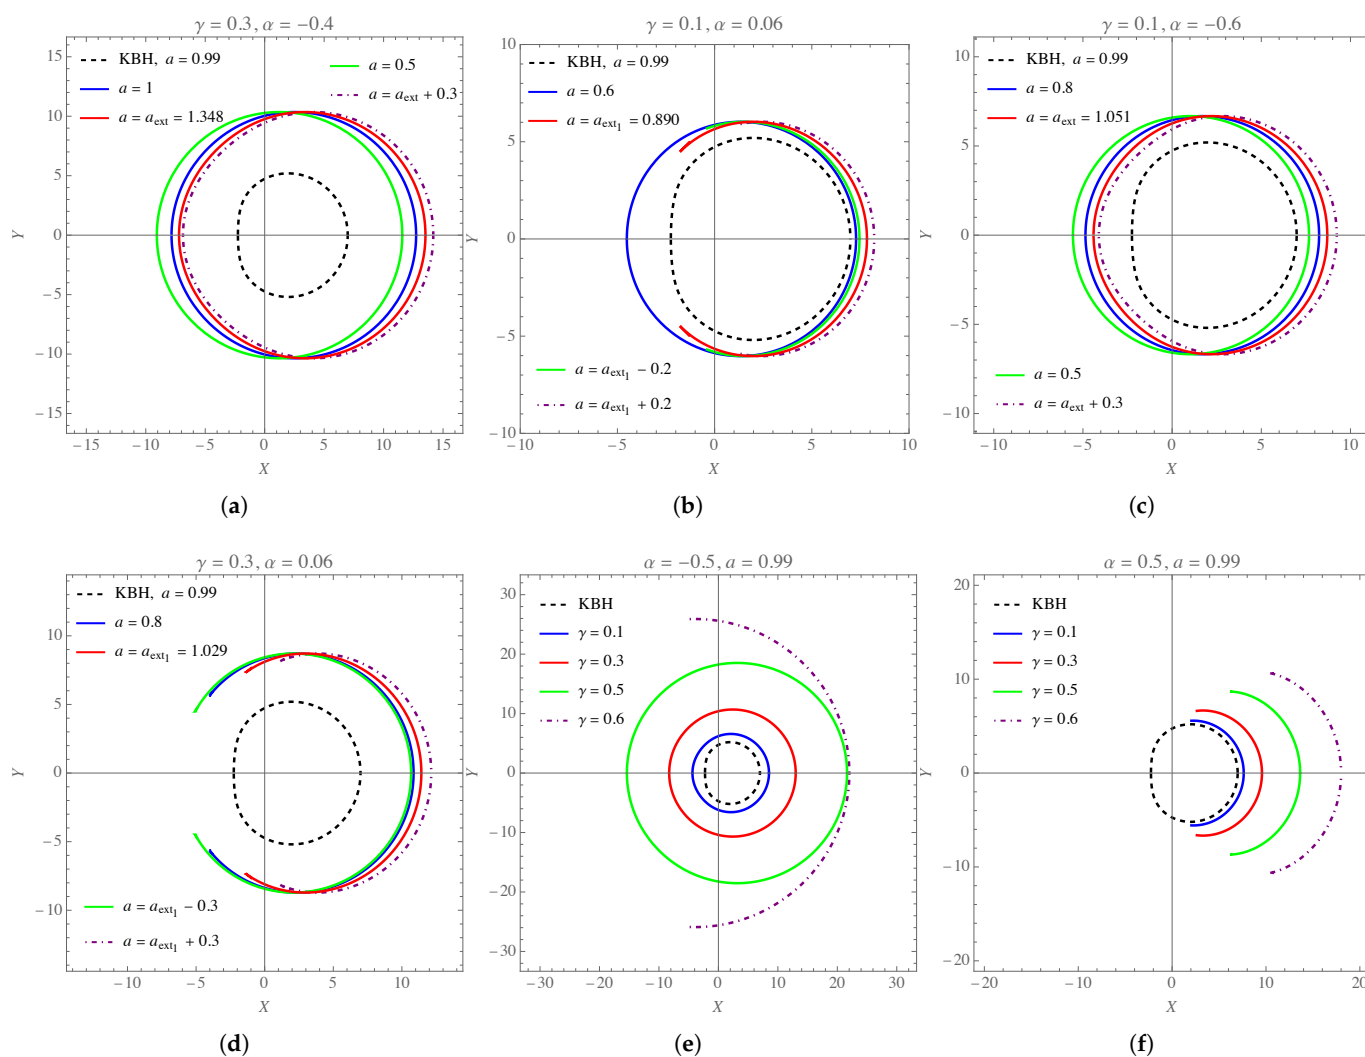 γ = 0.3, α = −0.4
KBH, a = 0.99
a = 1
a = a_ext = 1.348
a = 0.5
a = a_ext + 0.3
15
10
5
0
−5
−10
−15
Y
−15 −10 −5 0 5 10 15
X
(a)
γ = 0.1, α = 0.06
KBH, a = 0.99
a = 0.6
a = a_ext₁ = 0.890
a = a_ext₁ − 0.2
a = a_ext₁ + 0.2
10
5
0
−5
−10
Y
−10 −5 0 5 10
X
(b)
γ = 0.1, α = −0.6
KBH, a = 0.99
a = 0.8
a = a_ext = 1.051
a = 0.5
a = a_ext + 0.3
10
5
0
−5
−10
Y
−10 −5 0 5 10
X
(c)
γ = 0.3, α = 0.06
KBH, a = 0.99
a = 0.8
a = a_ext₁ = 1.029
a = a_ext₁ − 0.3
a = a_ext₁ + 0.3
10
5
0
−5
−10
Y
−10 −5 0 5 10
X
(d)
α = −0.5, a = 0.99
KBH
γ = 0.1
γ = 0.3
γ = 0.5
γ = 0.6
30
20
10
0
−10
−20
−30
Y
−30 −20 −10 0 10 20 30
X
(e)
α = 0.5, a = 0.99
KBH
γ = 0.1
γ = 0.3
γ = 0.5
γ = 0.6
20
10
0
−10
−20
Y
−20 −10 0 10 20
X
(f)